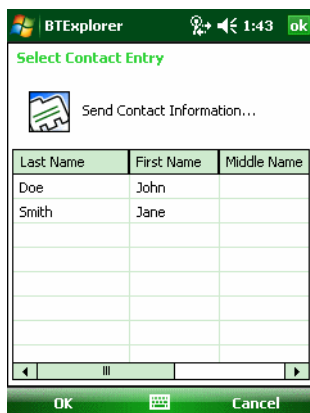 BTExplorer 1:43 ok
Select Contact Entry
Send Contact Information...
Last Name First Name Middle Name
Doe John
Smith Jane
OK Cancel